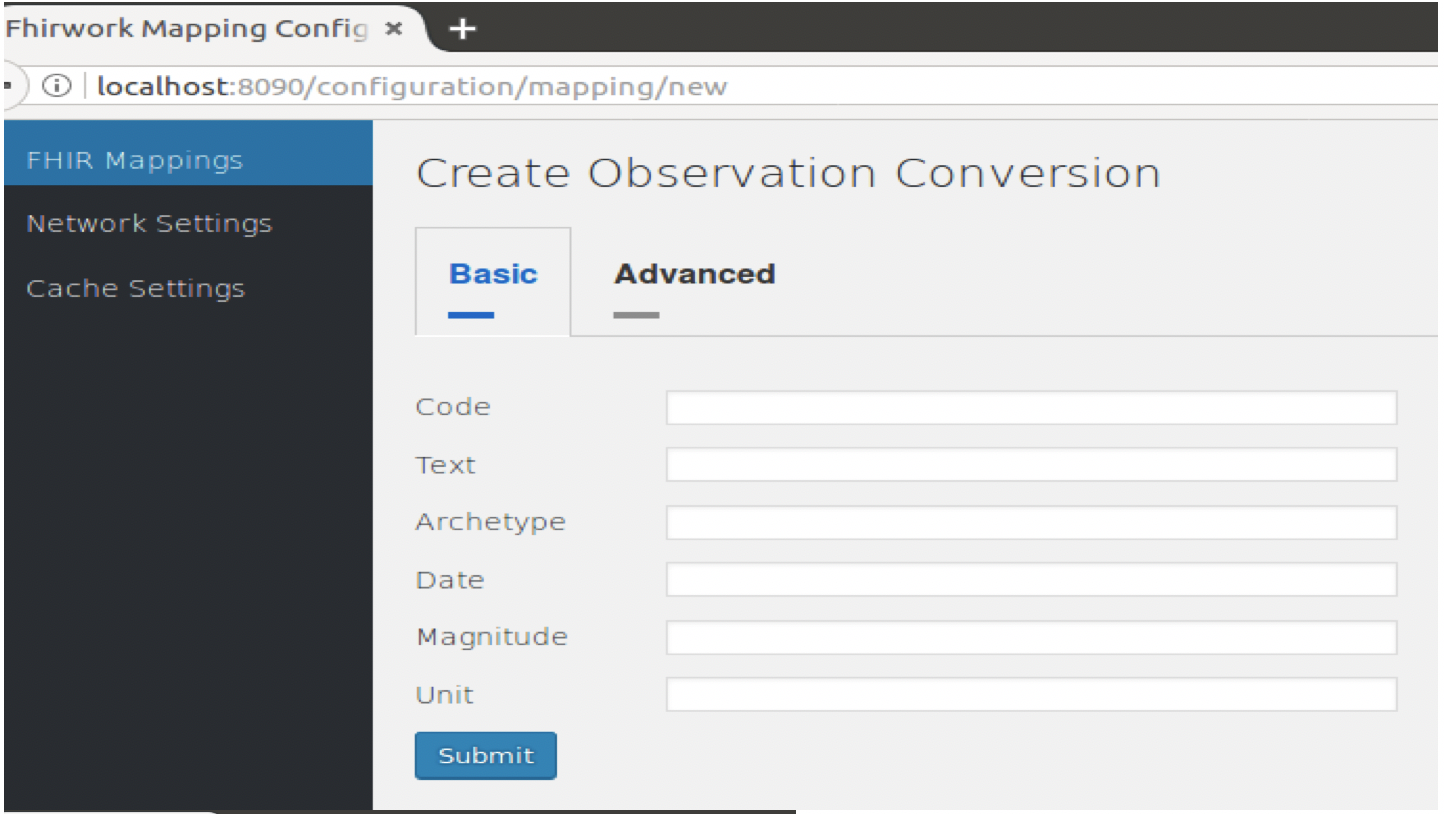 Fhirwork Mapping Config × +
localhost:8090/configuration/mapping/new
FHIR Mappings
Network Settings
Cache Settings
Create Observation Conversion
Basic Advanced
Code
Text
Archetype
Date
Magnitude
Unit
Submit